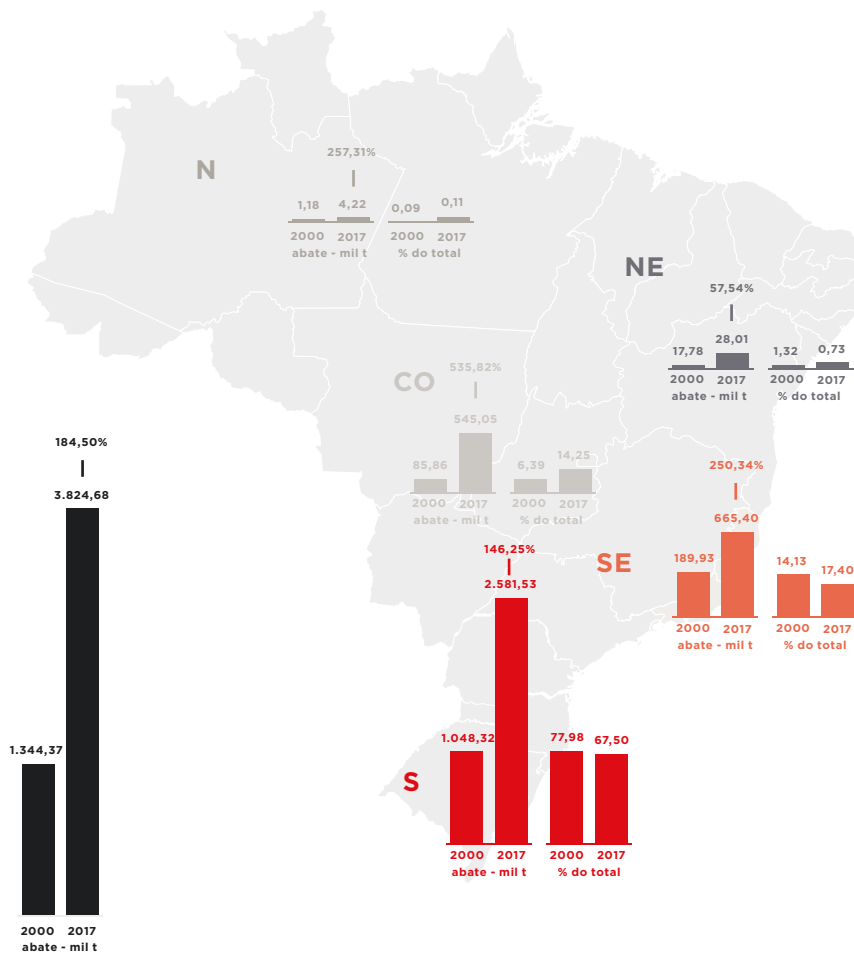 N
257,31%
1,18 4,22 0,09 0,11
2000 2017 2000 2017
abate - mil t % do total
NE
57,54%
17,78 28,01 1,32 0,73
2000 2017 2000 2017
abate - mil t % do total
CO
535,82%
545,05
85,86 6,39 14,25
2000 2017 2000 2017
abate - mil t % do total
184,50%
3.824,68
1.344,37
2000 2017
abate - mil t
SE
250,34%
665,40
189,93 14,13 17,40
2000 2017 2000 2017
abate - mil t % do total
S
146,25%
2.581,53
1.048,32 77,98 67,50
2000 2017 2000 2017
abate - mil t % do total